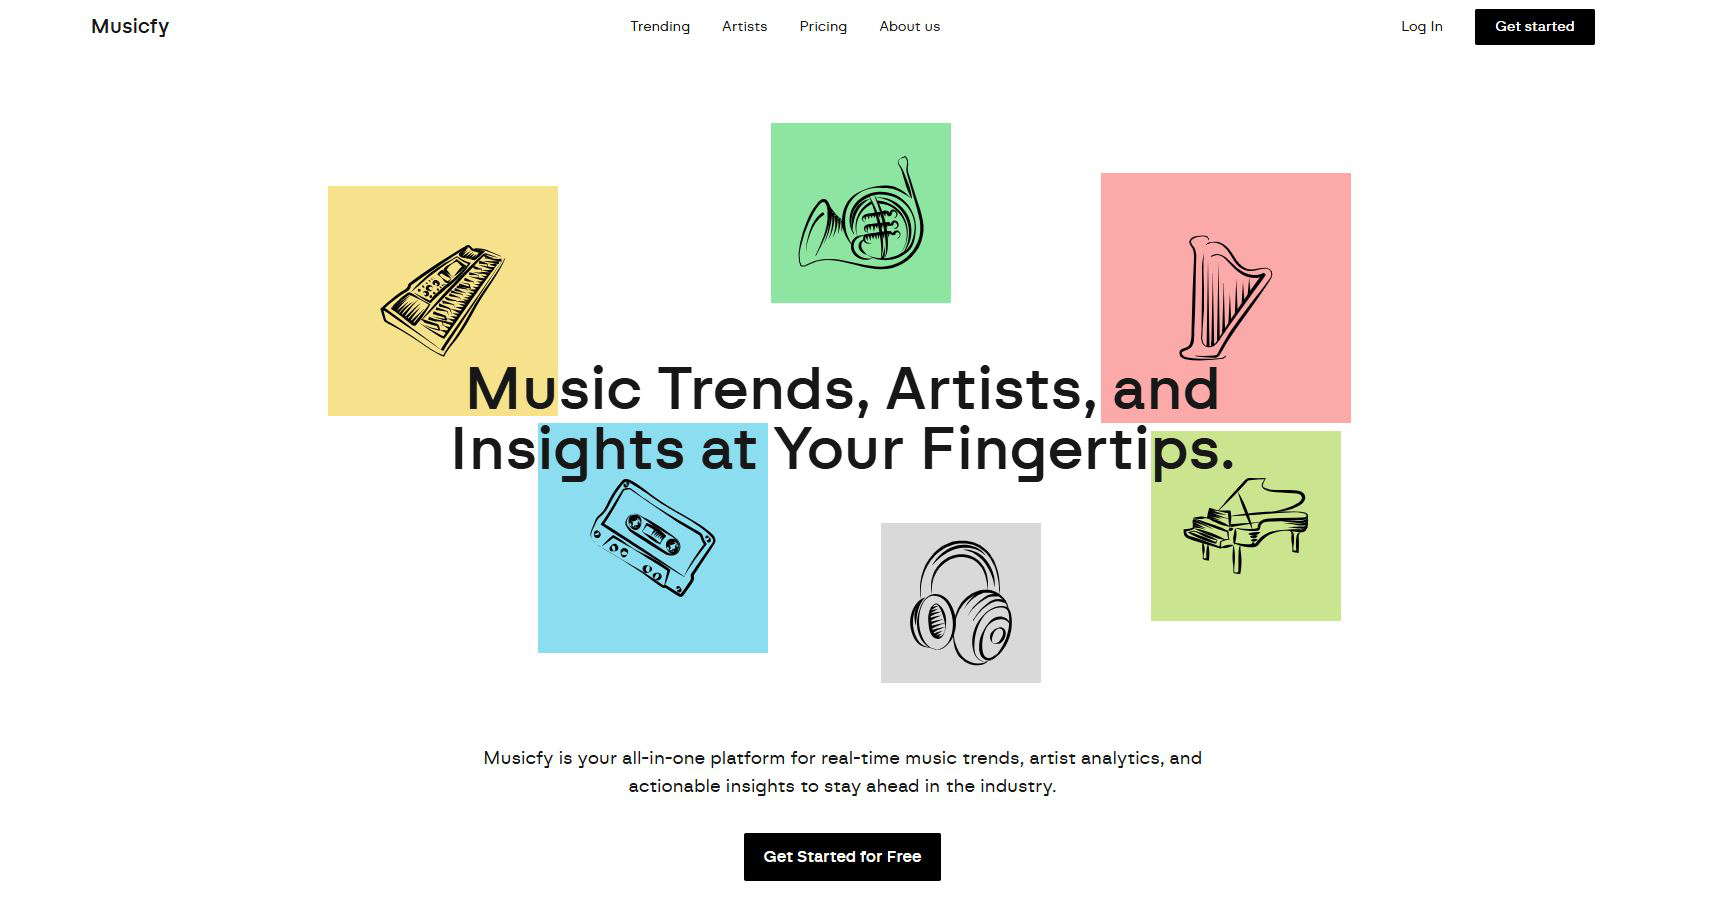 Musicfy
Trending
Artists
Pricing
About us
Log In
Get started
Music Trends, Artists, and
Insights at Your Fingertips.
Musicfy is your all-in-one platform for real-time music trends, artist analytics, and
actionable insights to stay ahead in the industry.
Get Started for Free